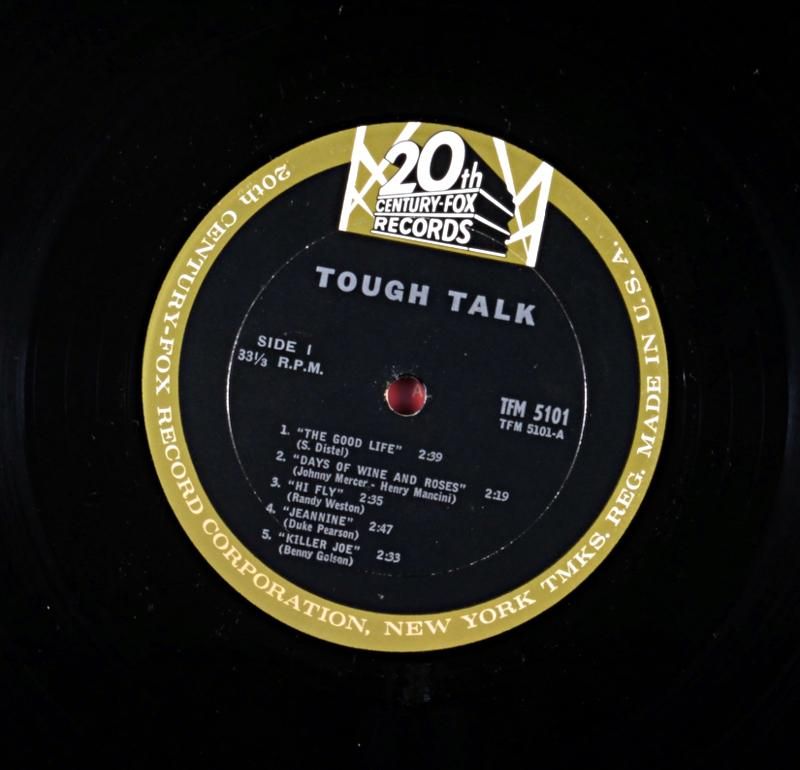 20th
CENTURY-FOX
RECORDS
TOUGH TALK
SIDE 1
33⅓ R.P.M.
TFM 5101
TFM 5101-A
1. "THE GOOD LIFE" 2:39
(S. Distel)
2. "DAYS OF WINE AND ROSES" 2:19
(Johnny Mercer - Henry Mancini)
3. "HI FLY" 2:35
(Randy Weston)
4. "JEANNINE" 2:47
(Duke Pearson)
5. "KILLER JOE" 2:33
(Benny Golson)
20th CENTURY-FOX RECORD CORPORATION, NEW YORK TMKS. REG. MADE IN U.S.A.